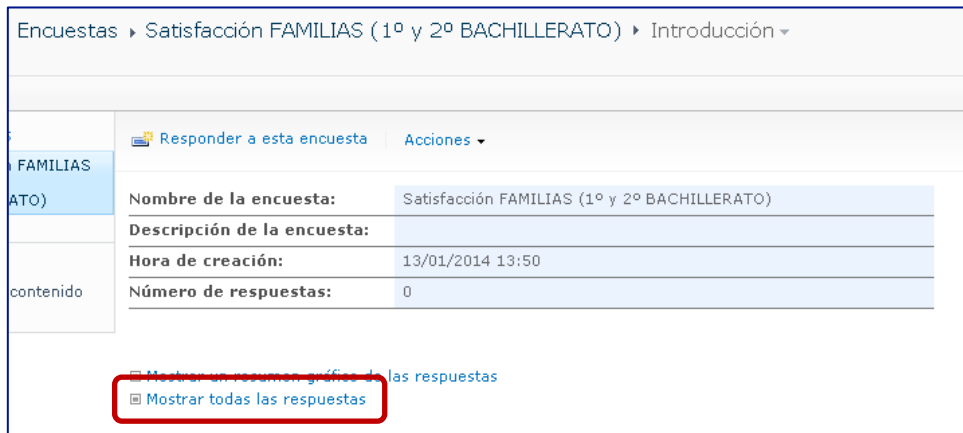 Encuestas ▸ Satisfacción FAMILIAS (1º y 2º BACHILLERATO) ▸ Introducción
Responder a esta encuesta Acciones
FAMILIAS
ATO)
contenido
Nombre de la encuesta: Satisfacción FAMILIAS (1º y 2º BACHILLERATO)
Descripción de la encuesta:
Hora de creación: 13/01/2014 13:50
Número de respuestas: 0
Mostrar un resumen gráfico de las respuestas
Mostrar todas las respuestas